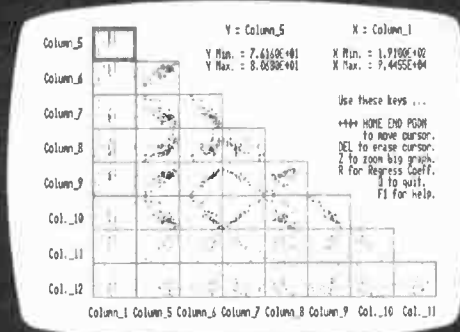 Y = Column_5
X = Column_1
Y Min. = 7.6160E+01
X Min. = 1.9100E+02
Y Max. = 8.0680E+01
X Max. = 9.4455E+04
Use these keys ...
HOME END PGDN
to move cursor.
DEL to erase cursor.
Z to zoom big graph.
R for Regress Coeff.
Q to quit.
F1 for help.
Column_5
Column_6
Column_7
Column_8
Column_9
Col._10
Col._11
Col._12
Column_1 Column_5 Column_6 Column_7 Column_8 Column_9 Col._10 Col._11